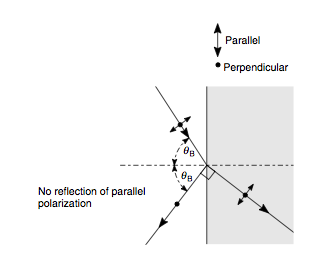 Parallel
Perpendicular
θB
θB
No reflection of parallel
polarization